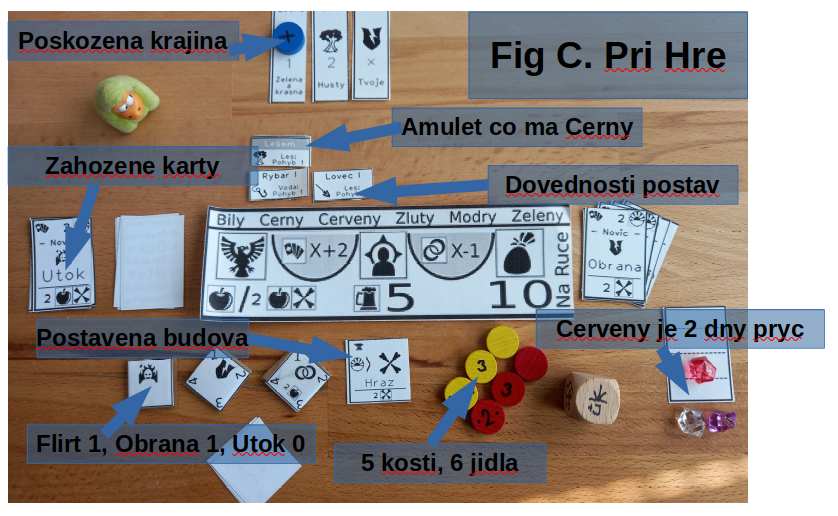 Poskozena krajina
Fig C. Pri Hre
1
Zelena
a
krasna
2
Husty
x
Tvoje
Amulet co ma Cerny
Lesem
Les:
Pohyb 1
Zahozene karty
Rybar 1
Voda:
Pohyb 1
Lovec 1
Les:
Dovednosti postav
Bily Cerny Cerveny Zluty Modry Zeleny
X+2
X-1
/2
5
10
Na Ruce
2
- Novic
Utok
2
2
- Novic -
Obrana
2
Postavena budova
Cerveny je 2 dny pryc
Hraz
2
3
3
2
Flirt 1, Obrana 1, Utok 0
5 kosti, 6 jidla